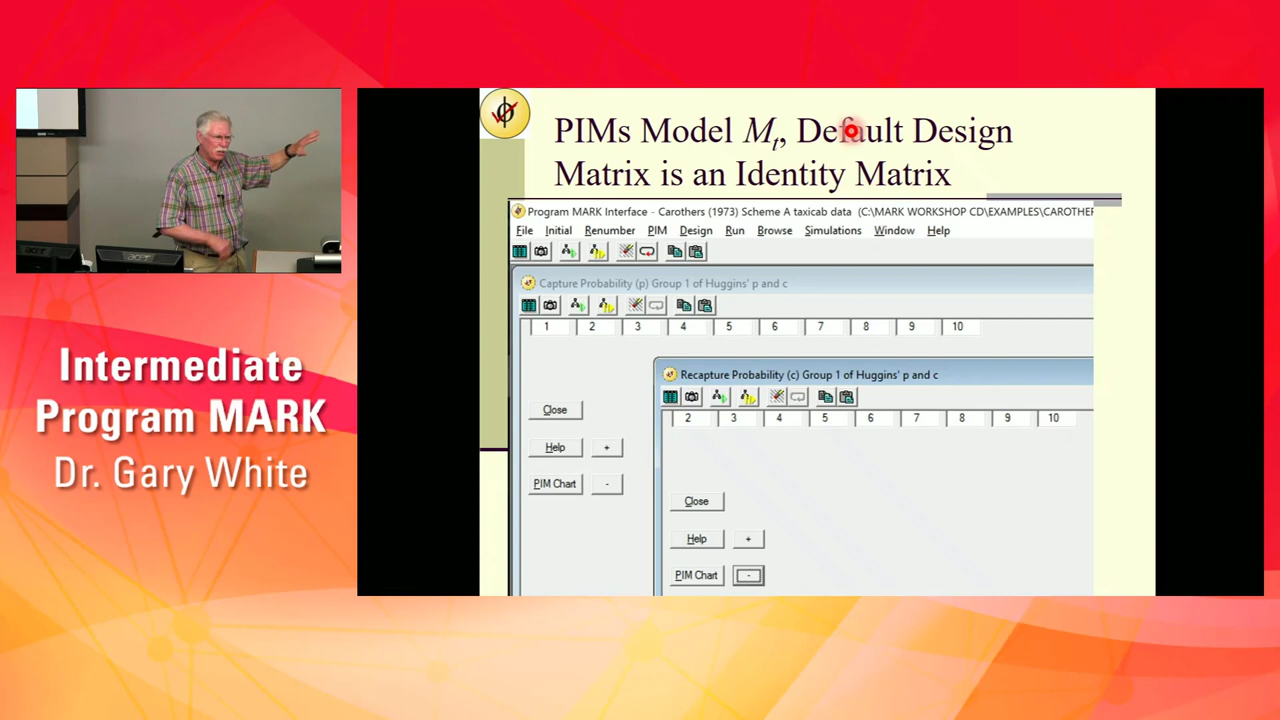 PIMs Model Mt, Default Design
Matrix is an Identity Matrix
Program MARK Interface - Carothers (1973) Scheme A taxicab data (C:\MARK WORKSHOP CD\EXAMPLES\CAROTHER
File Initial Renumber PIM Design Run Browse Simulations Window Help
Capture Probability (p) Group 1 of Huggins' p and c
1 2 3 4 5 6 7 8 9 10
Close
Help +
PIM Chart -
Recapture Probability (c) Group 1 of Huggins' p and c
2 3 4 5 6 7 8 9 10
Close
Help +
PIM Chart -
Intermediate
Program MARK
Dr. Gary White
acer
acer